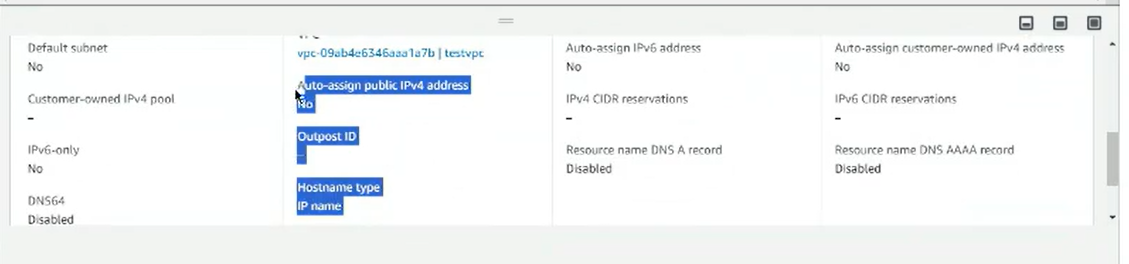 Default subnet
No
Customer-owned IPv4 pool
–
IPv6-only
No
DNS64
Disabled
vpc-09ab4e6346aaa1a7b | testvpc
Auto-assign public IPv4 address
No
Outpost ID
–
Hostname type
IP name
Auto-assign IPv6 address
No
IPv4 CIDR reservations
–
Resource name DNS A record
Disabled
Auto-assign customer-owned IPv4 address
No
IPv6 CIDR reservations
–
Resource name DNS AAAA record
Disabled